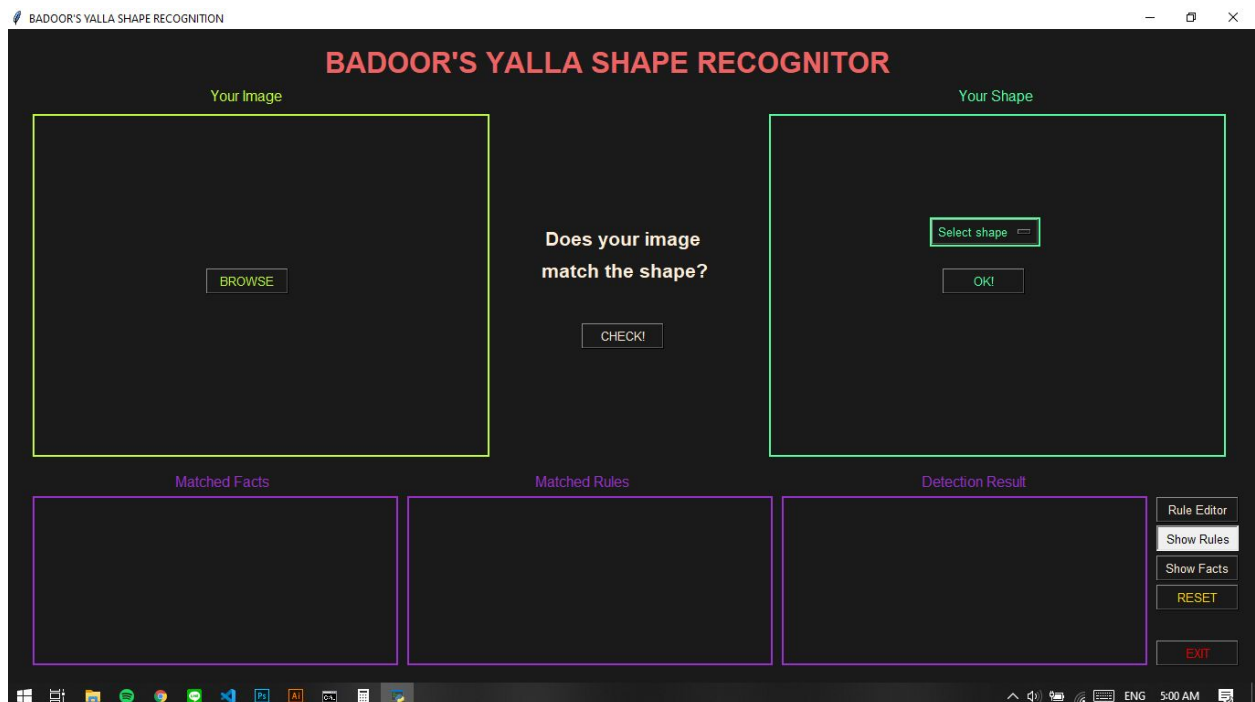 BADOOR'S YALLA SHAPE RECOGNITION
BADOOR'S YALLA SHAPE RECOGNITOR
Your Image
Your Shape
BROWSE
Does your image
match the shape?
CHECK!
Select shape
OK!
Matched Facts
Matched Rules
Detection Result
Rule Editor
Show Rules
Show Facts
RESET
EXIT
Ps
Ai
C:\.
ENG
5:00 AM